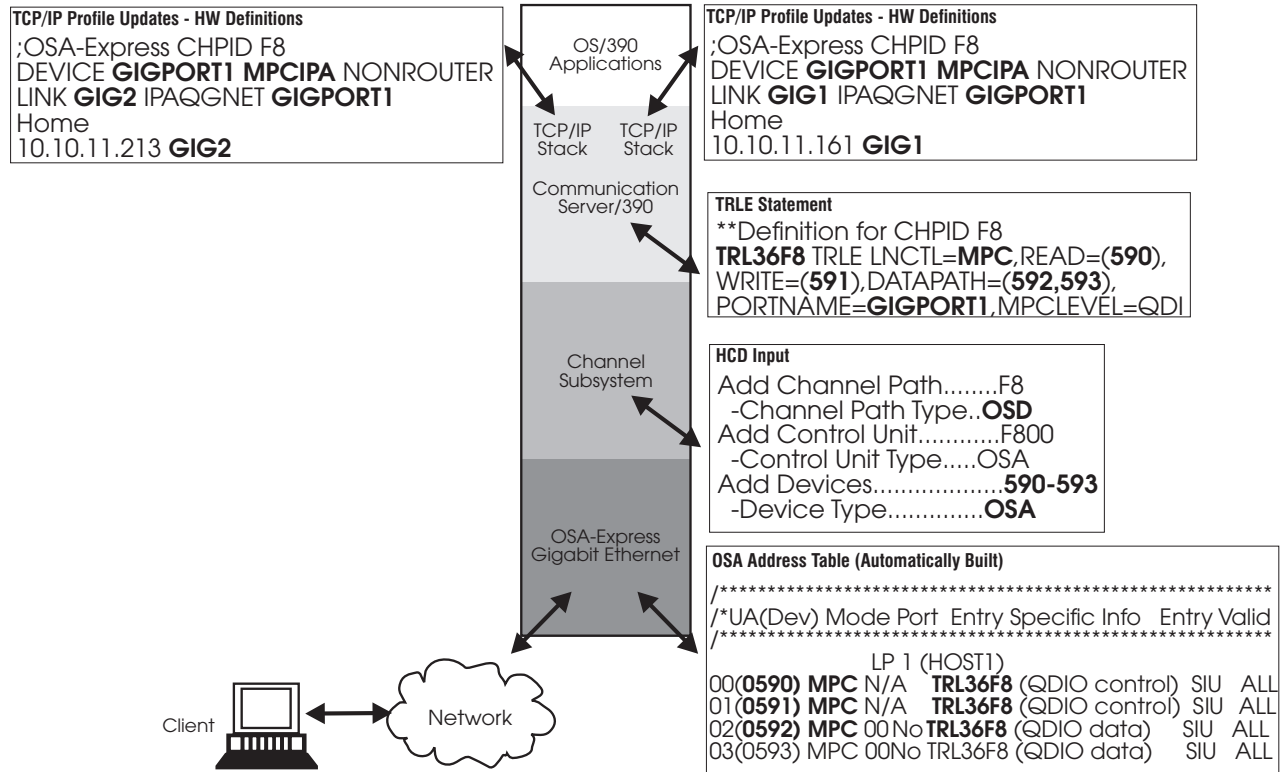 TCP/IP Profile Updates - HW Definitions
;OSA-Express CHPID F8
DEVICE GIGPORT1 MPCIPA NONROUTER
LINK GIG2 IPAQGNET GIGPORT1
Home
10.10.11.213 GIG2
OS/390
Applications
TCP/IP Profile Updates - HW Definitions
;OSA-Express CHPID F8
DEVICE GIGPORT1 MPCIPA NONROUTER
LINK GIG1 IPAQGNET GIGPORT1
Home
10.10.11.161 GIG1
TCP/IP
Stack
TCP/IP
Stack
Communication
Server/390
TRLE Statement
**Definition for CHPID F8
TRL36F8 TRLE LNCTL=MPC,READ=(590),
WRITE=(591),DATAPATH=(592,593),
PORTNAME=GIGPORT1,MPCLEVEL=QDI
Channel
Subsystem
HCD Input
Add Channel Path........F8
-Channel Path Type..OSD
Add Control Unit............F800
-Control Unit Type.....OSA
Add Devices...................590-593
-Device Type..............OSA
OSA-Express
Gigabit Ethernet
OSA Address Table (Automatically Built)
/************************************************************
/*UA(Dev) Mode Port Entry Specific Info Entry Valid
/************************************************************
LP 1 (HOST1)
00(0590) MPC N/A TRL36F8 (QDIO control) SIU ALL
01(0591) MPC N/A TRL36F8 (QDIO control) SIU ALL
02(0592) MPC 00 No TRL36F8 (QDIO data) SIU ALL
03(0593) MPC 00No TRL36F8 (QDIO data) SIU ALL
Client
Network